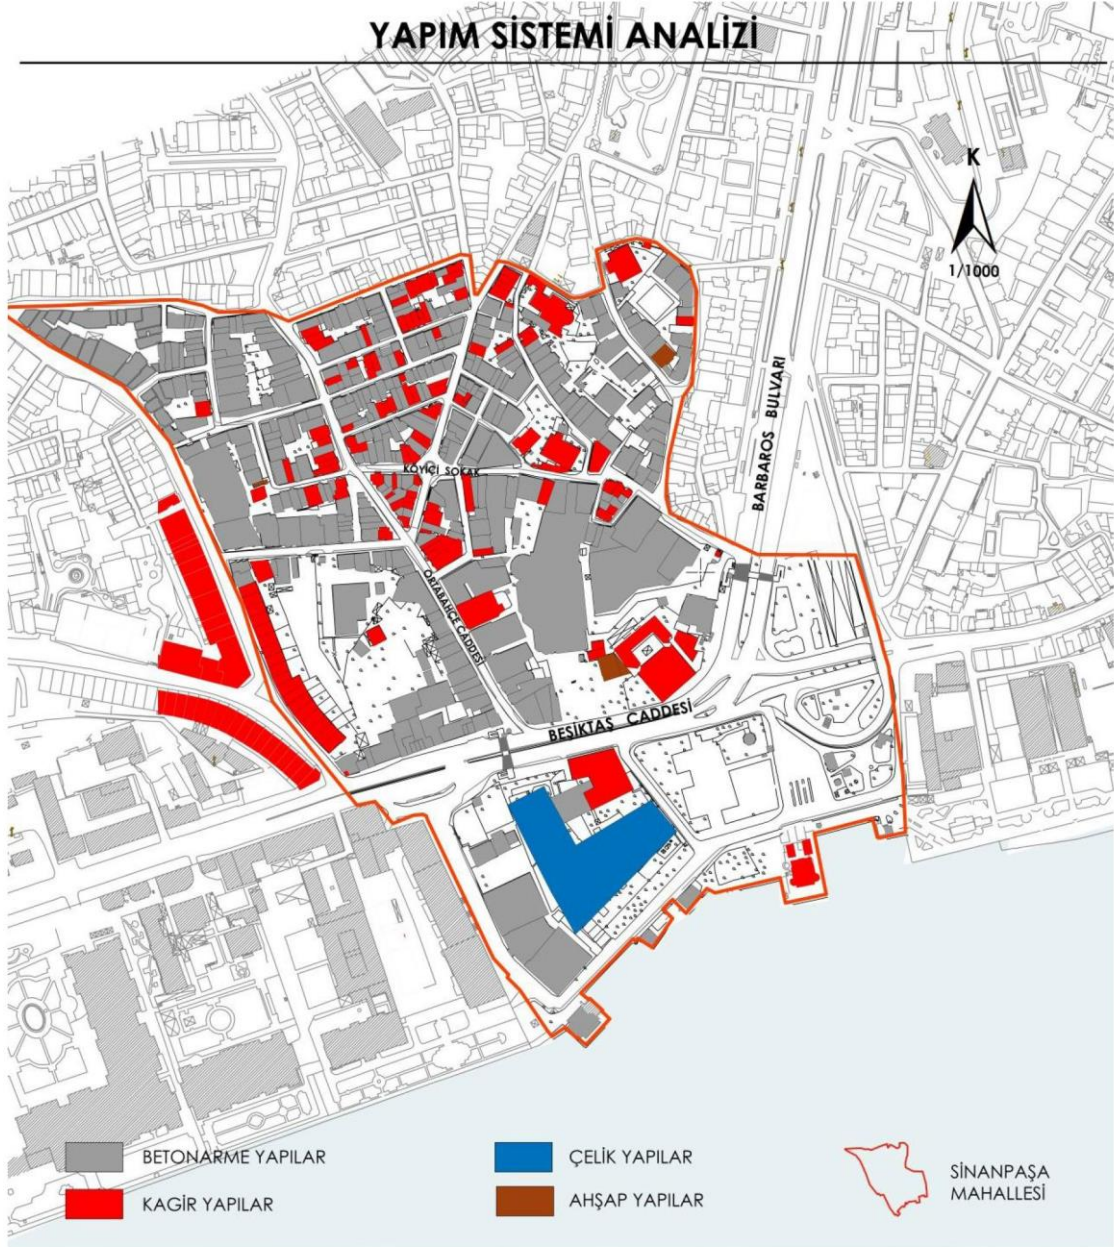 YAPIM SİSTEMİ ANALİZİ
K
1/1000
BARBAROS BULVARI
KÖYİÇİ SOKAK
ORTABAHÇE CADDESİ
BEŞİKTAŞ CADDESİ
BETONARME YAPILAR
KAGİR YAPILAR
ÇELİK YAPILAR
AHŞAP YAPILAR
SİNANPAŞA
MAHALLESİ